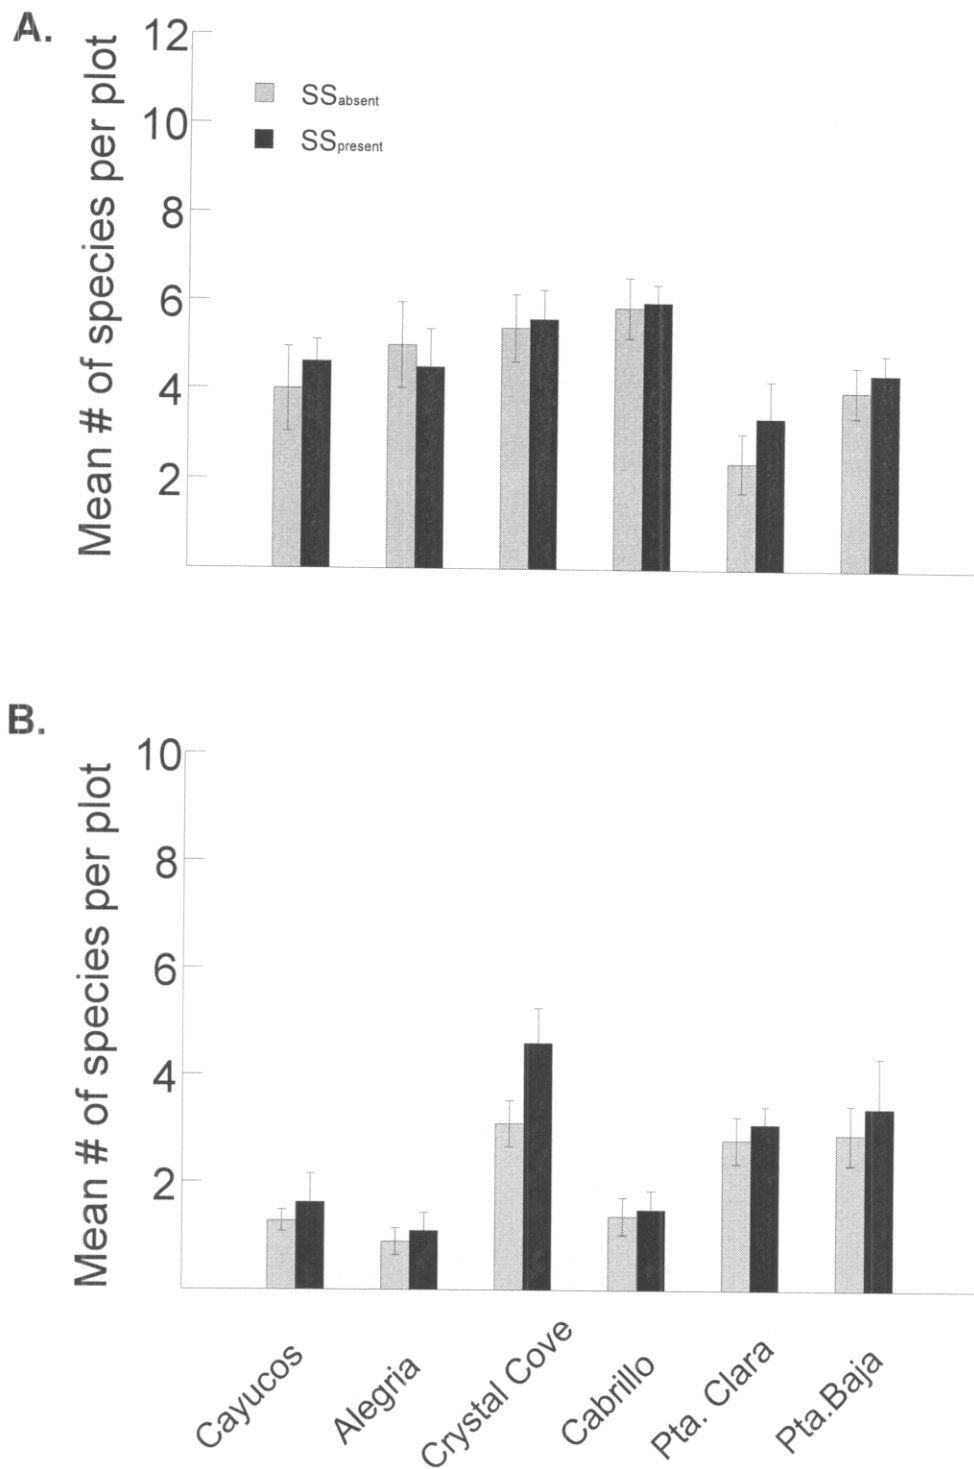 A.
Mean # of species per plot
12
10
8
6
4
2
SSabsent
SSpresent
B.
Mean # of species per plot
10
8
6
4
2
Cayucos
Alegria
Crystal Cove
Cabrillo
Pta. Clara
Pta.Baja